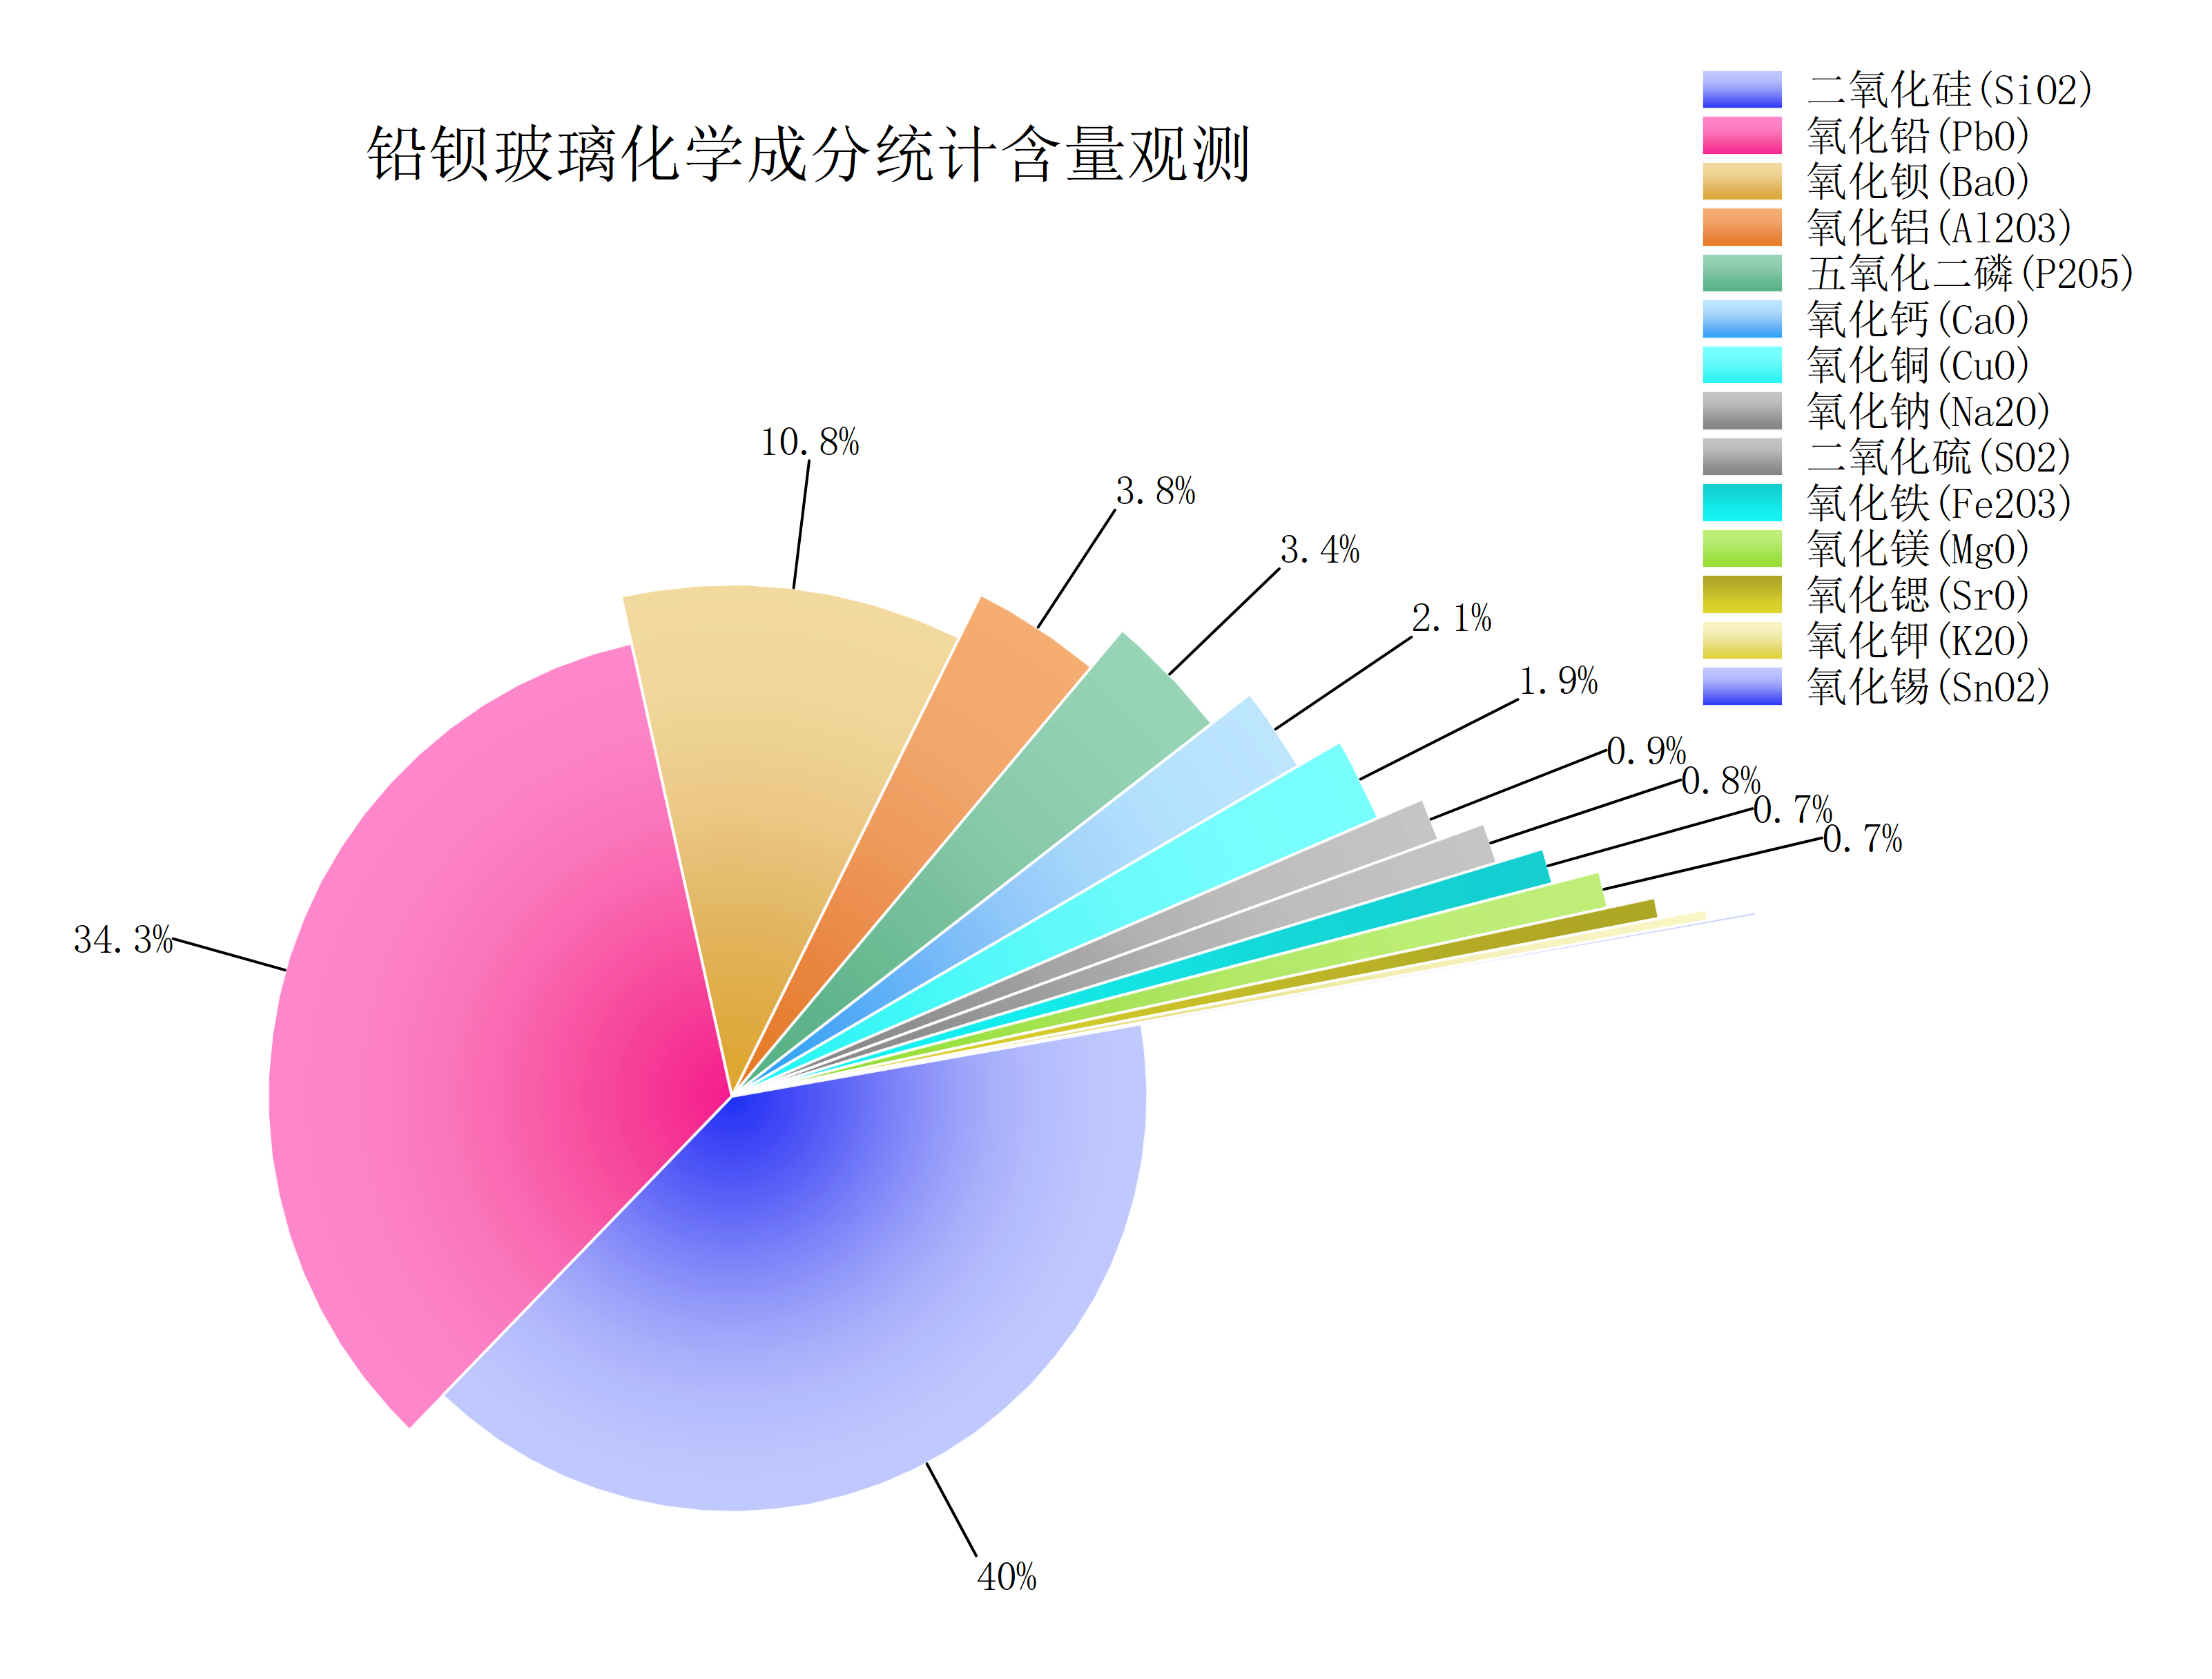 铅钡玻璃化学成分统计含量观测
二氧化硅(SiO2)
氧化铅(PbO)
氧化钡(BaO)
氧化铝(Al2O3)
五氧化二磷(P2O5)
氧化钙(CaO)
氧化铜(CuO)
氧化钠(Na2O)
二氧化硫(SO2)
氧化铁(Fe2O3)
氧化镁(MgO)
氧化锶(SrO)
氧化钾(K2O)
氧化锡(SnO2)
10.8%
3.8%
3.4%
2.1%
1.9%
0.9%
0.8%
0.7%
0.7%
34.3%
40%